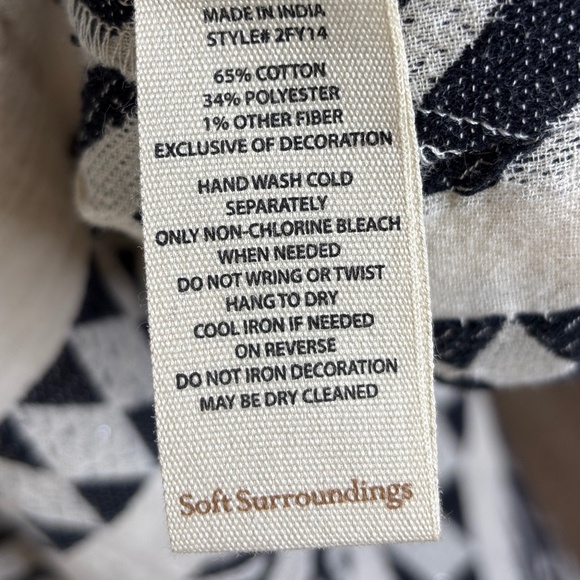 MADE IN INDIA
STYLE# 2FY14
65% COTTON
34% POLYESTER
1% OTHER FIBER
EXCLUSIVE OF DECORATION
HAND WASH COLD
SEPARATELY
ONLY NON-CHLORINE BLEACH
WHEN NEEDED
DO NOT WRING OR TWIST
HANG TO DRY
COOL IRON IF NEEDED
ON REVERSE
DO NOT IRON DECORATION
MAY BE DRY CLEANED
Soft Surroundings